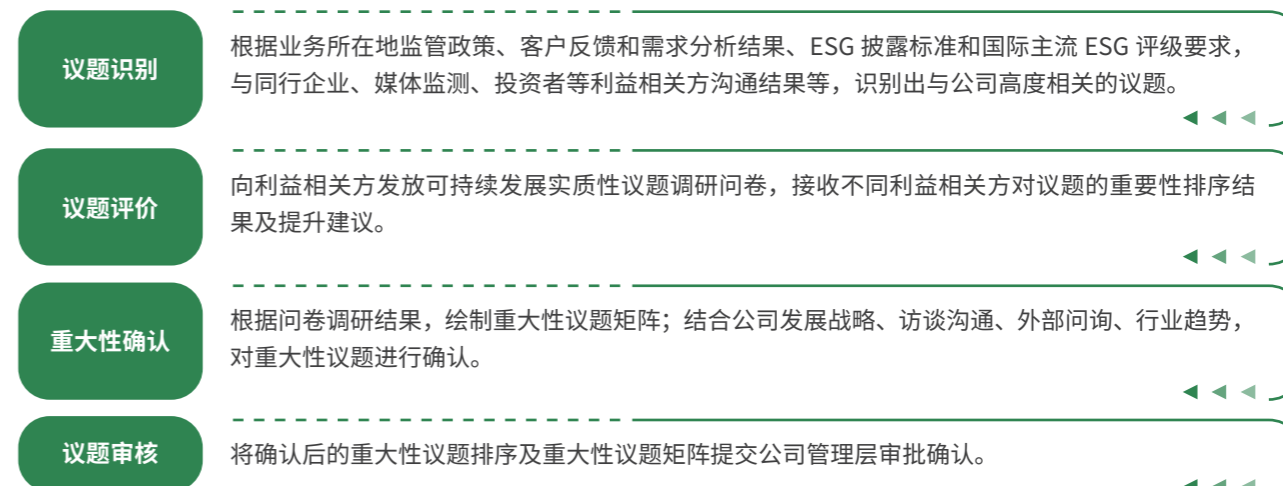 议题识别
根据业务所在地监管政策、客户反馈和需求分析结果、ESG 披露标准和国际主流 ESG 评级要求，
与同行企业、媒体监测、投资者等利益相关方沟通结果等，识别出与公司高度相关的议题。
议题评价
向利益相关方发放可持续发展实质性议题调研问卷，接收不同利益相关方对议题的重要性排序结
果及提升建议。
重大性确认
根据问卷调研结果，绘制重大性议题矩阵；结合公司发展战略、访谈沟通、外部问询、行业趋势，
对重大性议题进行确认。
议题审核
将确认后的重大性议题排序及重大性议题矩阵提交公司管理层审批确认。